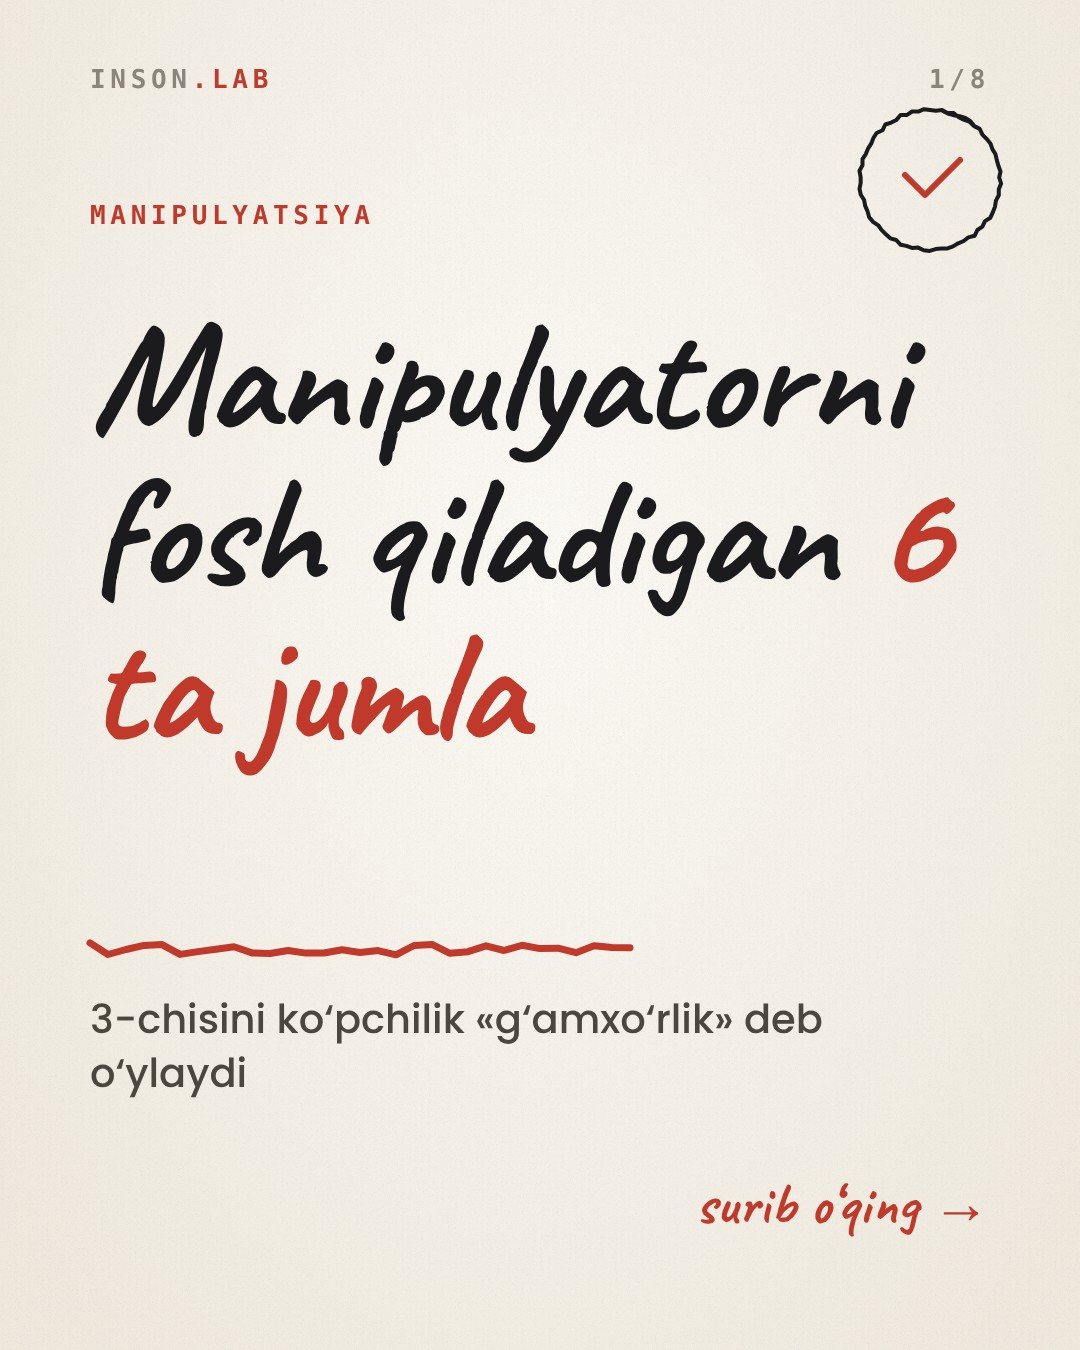 INSON.LAB
1/8
MANIPULYATSIYA
Manipulyatorni
fosh qiladigan 6
ta jumla
3-chisini ko‘pchilik «g‘amxo‘rlik» deb
o‘ylaydi
surib o‘qing →